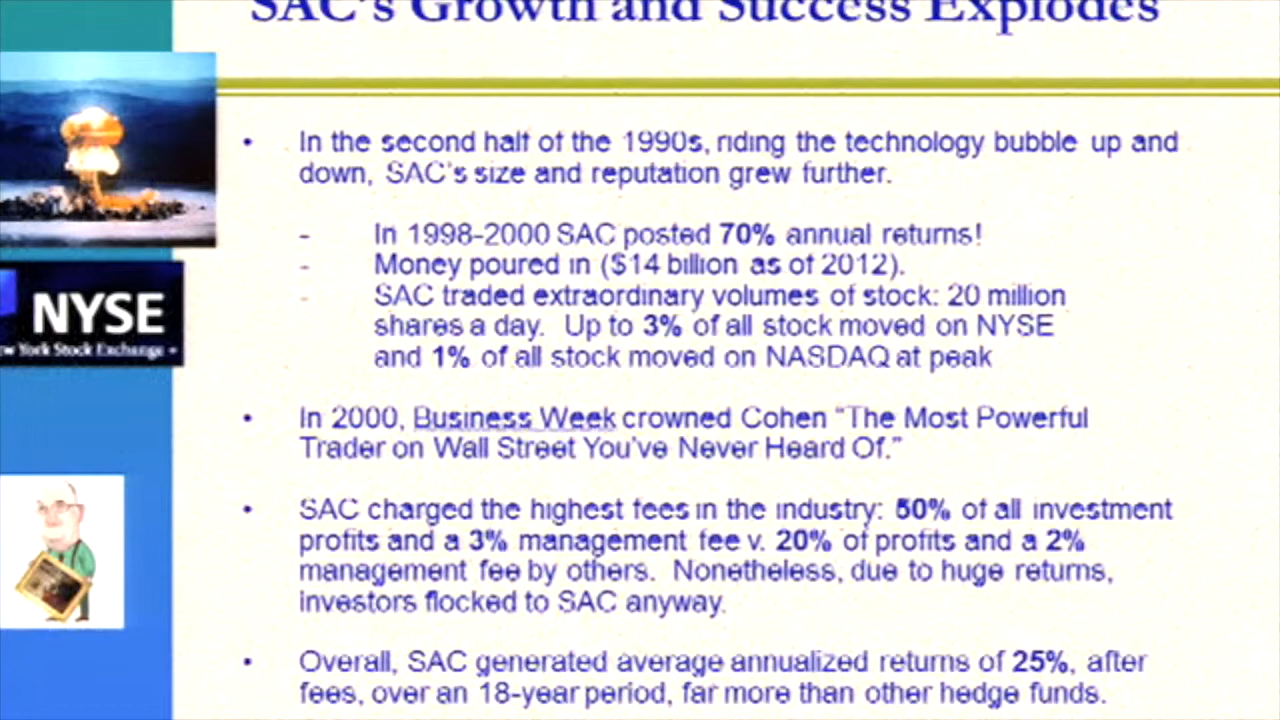 SAC's Growth and Success Explodes
• In the second half of the 1990s, riding the technology bubble up and
down, SAC's size and reputation grew further.
- In 1998-2000 SAC posted 70% annual returns!
- Money poured in ($14 billion as of 2012).
- SAC traded extraordinary volumes of stock: 20 million
shares a day. Up to 3% of all stock moved on NYSE
and 1% of all stock moved on NASDAQ at peak
NYSE
w York Stock Exchange
• In 2000, Business Week crowned Cohen “The Most Powerful
Trader on Wall Street You’ve Never Heard Of.”
• SAC charged the highest fees in the industry: 50% of all investment
profits and a 3% management fee v. 20% of profits and a 2%
management fee by others. Nonetheless, due to huge returns,
investors flocked to SAC anyway.
• Overall, SAC generated average annualized returns of 25%, after
fees, over an 18-year period, far more than other hedge funds.